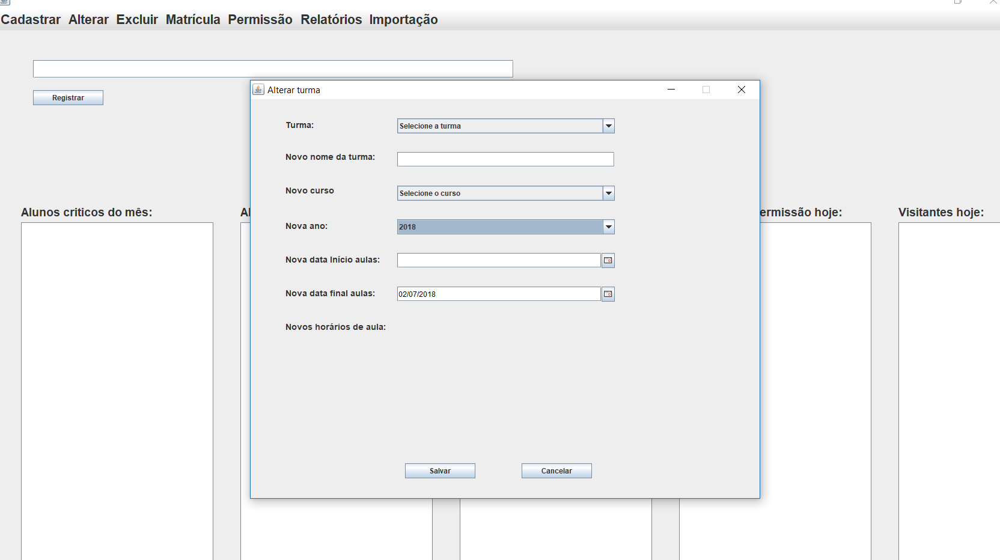 Cadastrar Alterar Excluir Matrícula Permissão Relatórios Importação
Registrar
Alterar turma
Turma: Selecione a turma
Novo nome da turma:
Novo curso Selecione o curso
Nova ano: 2018
Nova data Início aulas:
Nova data final aulas: 02/07/2018
Novos horários de aula:
Salvar Cancelar
Alunos criticos do mês:
ermissão hoje:
Visitantes hoje: